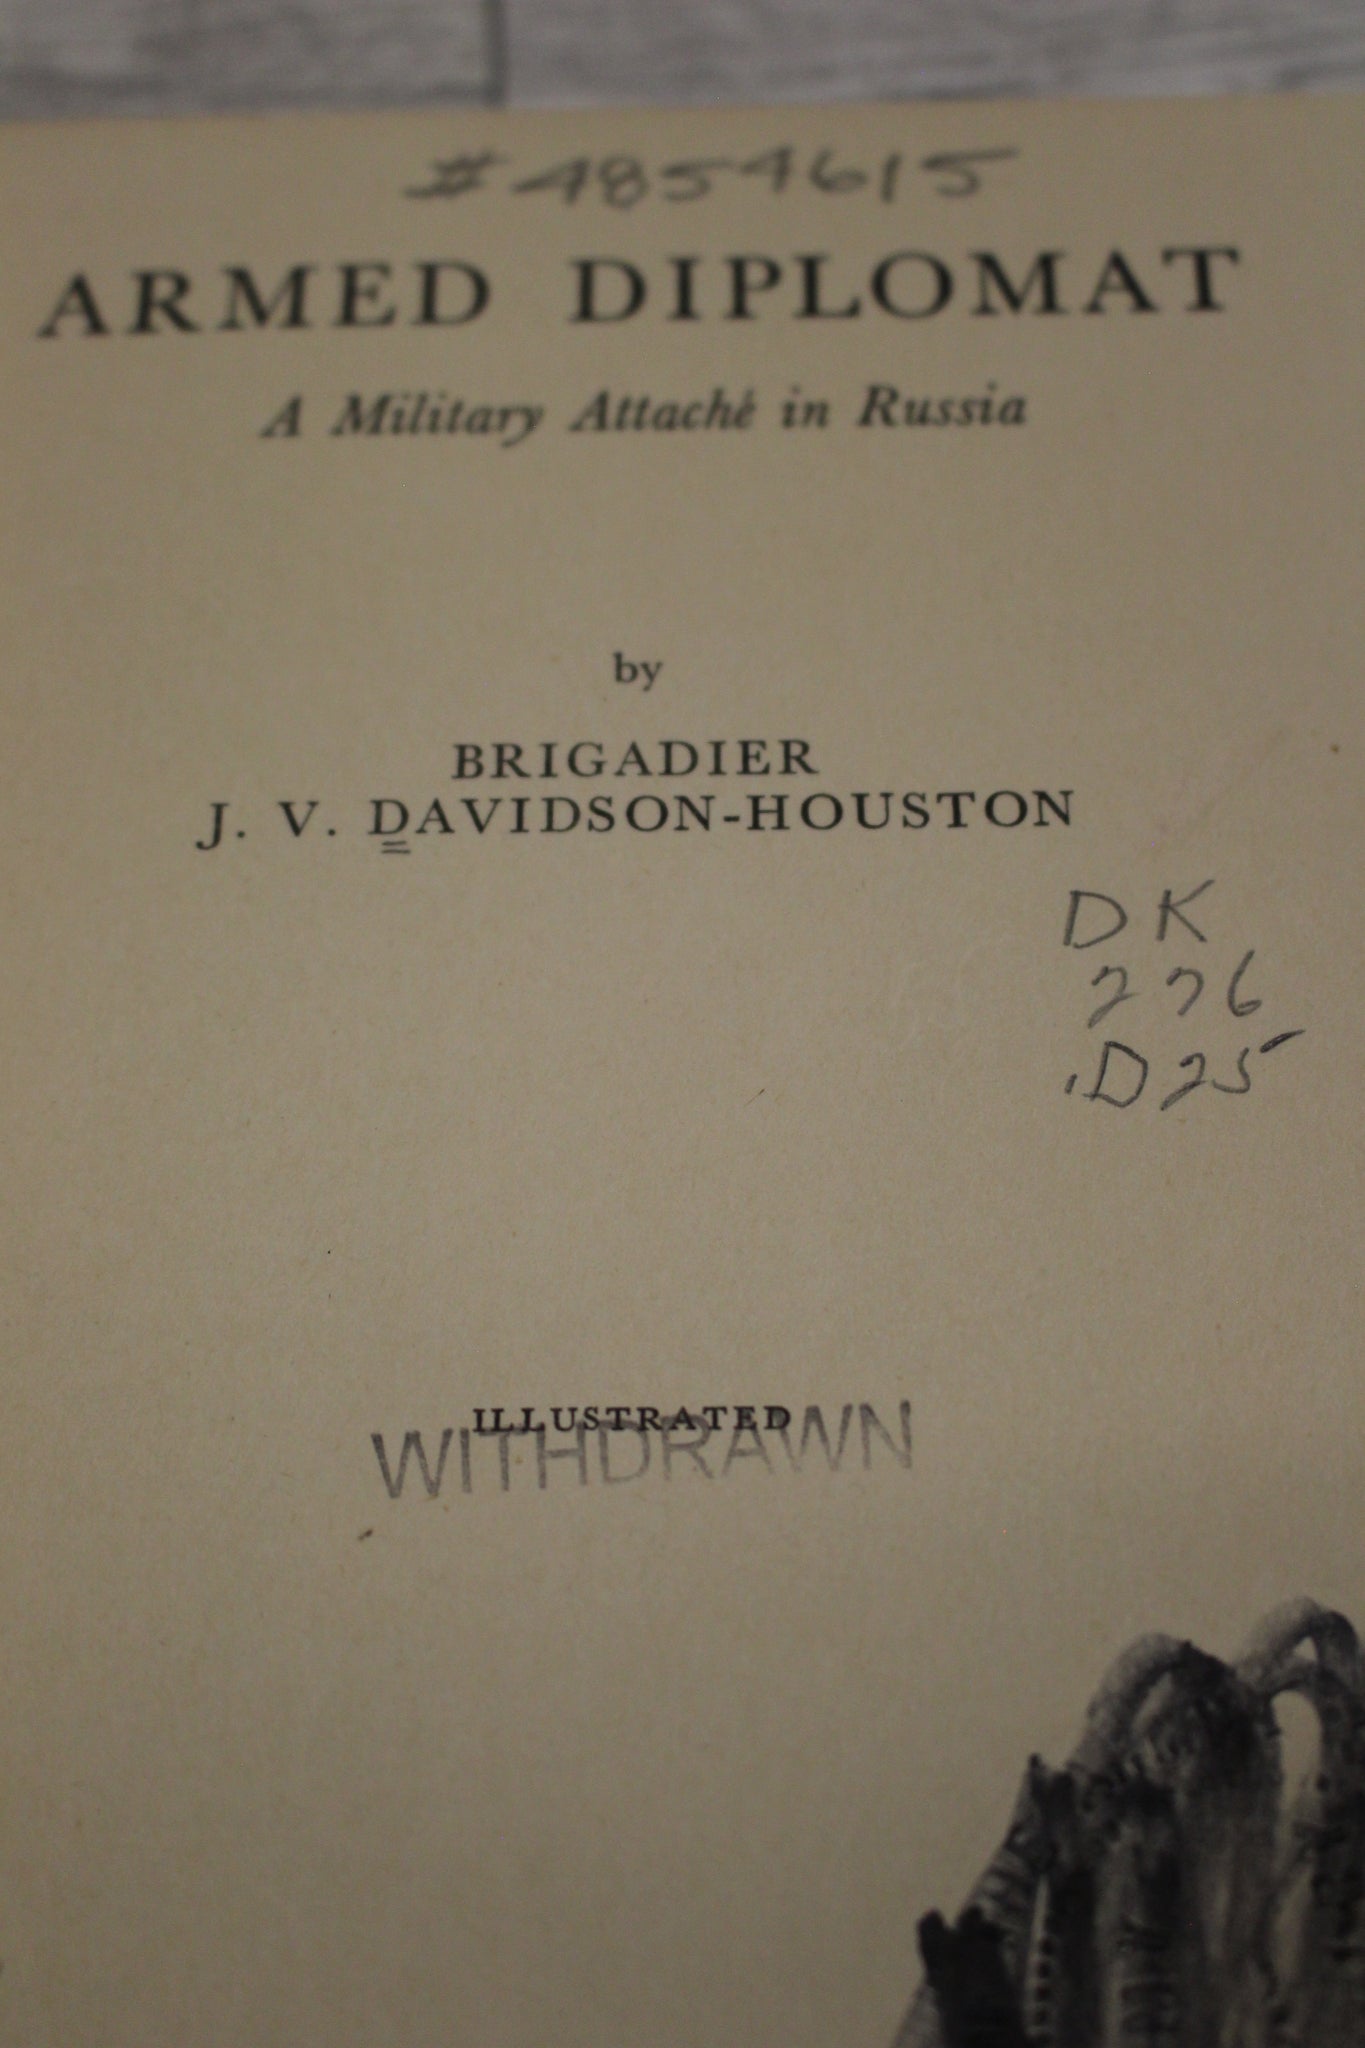 #4854615
ARMED DIPLOMAT
A Military Attaché in Russia
by
BRIGADIER
J. V. DAVIDSON-HOUSTON
DK
276
.D25
ILLUSTRATED
WITHDRAWN